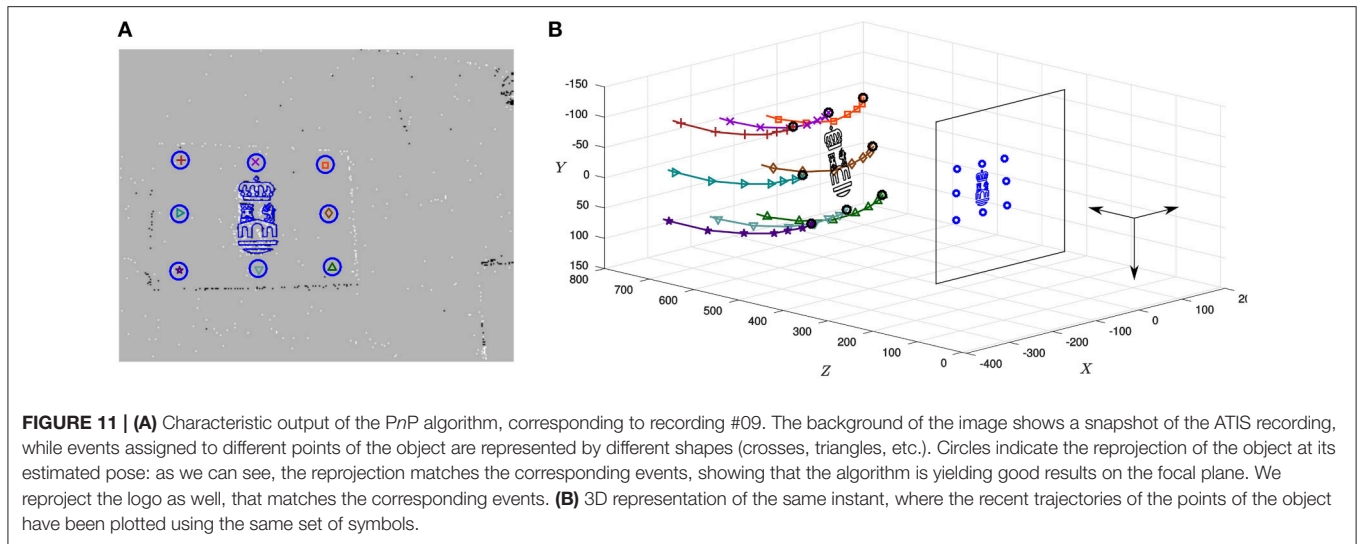 A
B
-150
-100
-50
Y 0
50
100
150
800
700
600
500
400
300
200
100
0
Z
-400
-300
-200
-100
0
100
X
FIGURE 11 | (A) Characteristic output of the PnP algorithm, corresponding to recording #09. The background of the image shows a snapshot of the ATIS recording,
while events assigned to different points of the object are represented by different shapes (crosses, triangles, etc.). Circles indicate the reprojection of the object at its
estimated pose: as we can see, the reprojection matches the corresponding events, showing that the algorithm is yielding good results on the focal plane. We
reproject the logo as well, that matches the corresponding events. (B) 3D representation of the same instant, where the recent trajectories of the points of the object
have been plotted using the same set of symbols.